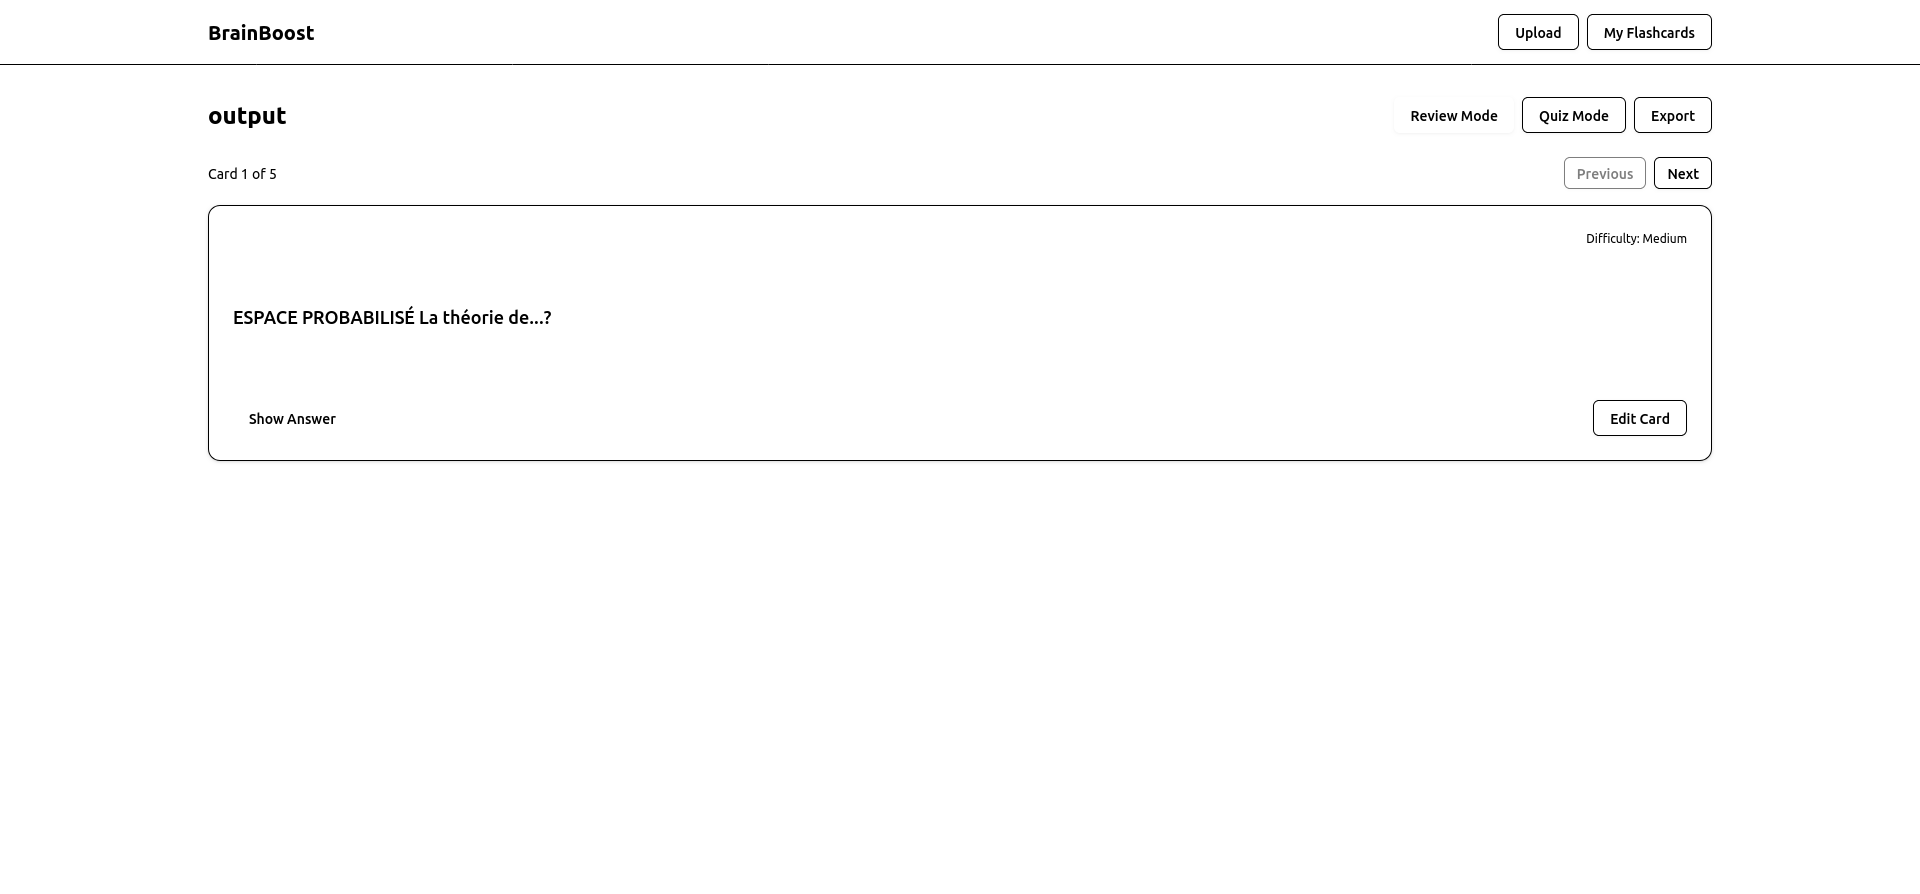 BrainBoost
Upload
My Flashcards
output
Review Mode
Quiz Mode
Export
Card 1 of 5
Previous
Next
Difficulty: Medium
ESPACE PROBABILISÉ La théorie de...?
Show Answer
Edit Card